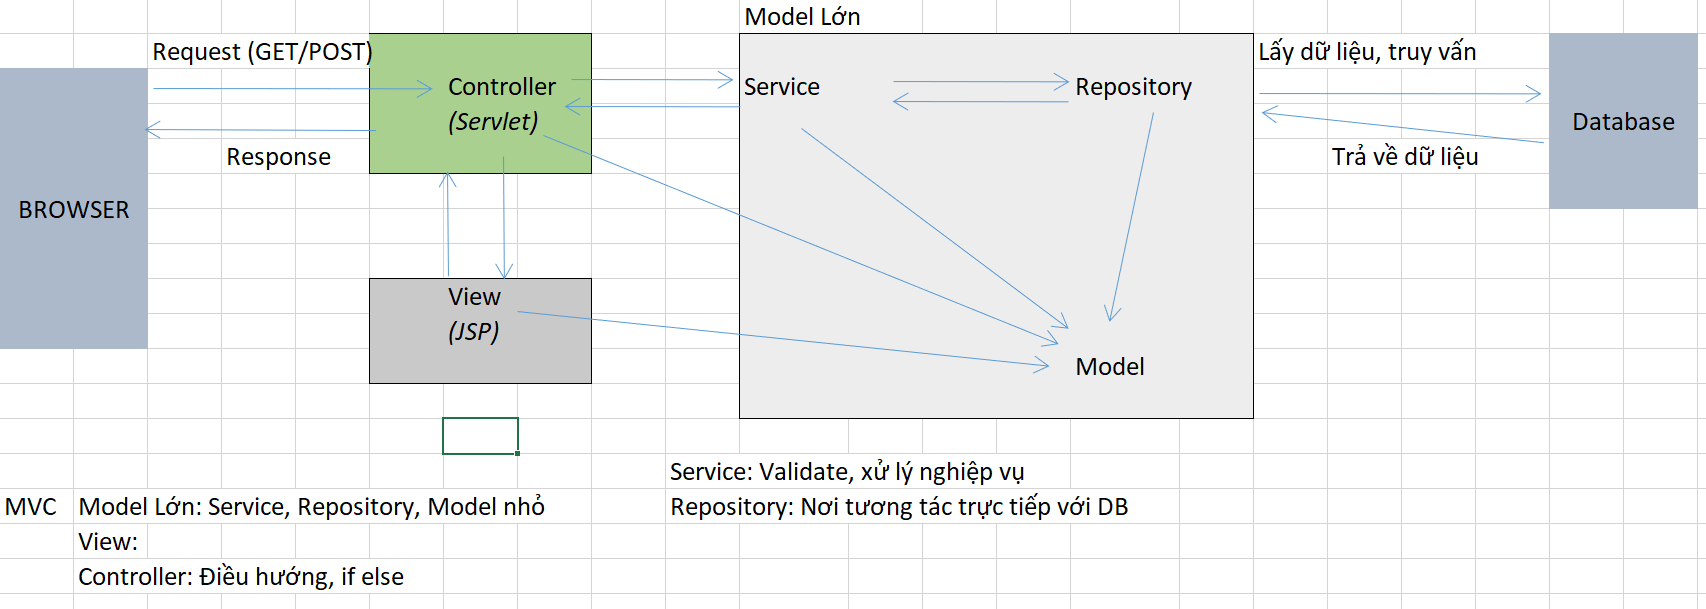 Model Lớn
Request (GET/POST)
Lấy dữ liệu, truy vấn
Controller
(Servlet)
Service
Repository
Database
Response
Trả về dữ liệu
BROWSER
View
(JSP)
Model
Service: Validate, xử lý nghiệp vụ
MVC
Model Lớn: Service, Repository, Model nhỏ
Repository: Nơi tương tác trực tiếp với DB
View:
Controller: Điều hướng, if else